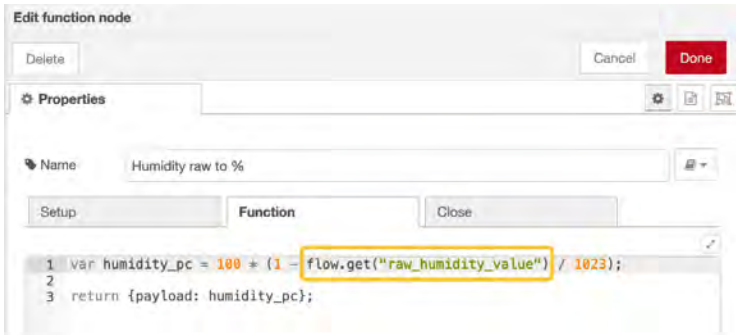 Edit function node
Delete Cancel Done
Properties
Name Humidity raw to %
Setup Function Close
1 var humidity_pc = 100 * (1 - flow.get("raw_humidity_value") / 1023);
2
3 return {payload: humidity_pc};